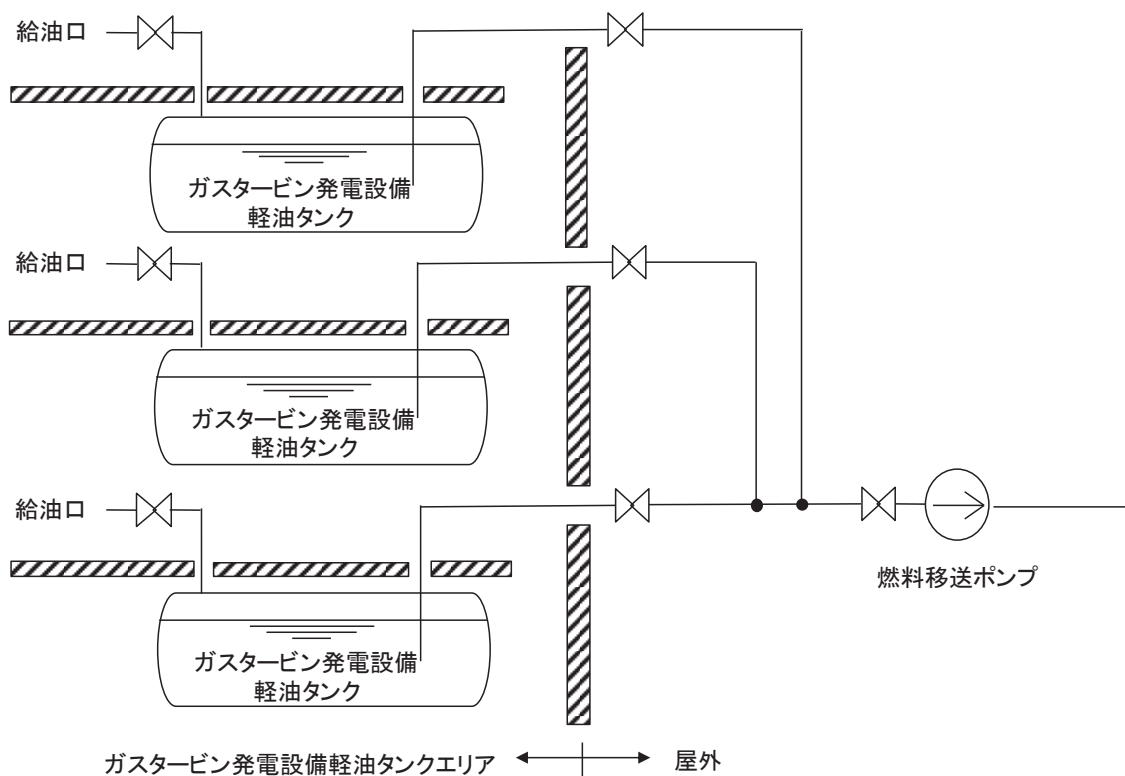 給油口
ガスタービン発電設備
軽油タンク
給油口
ガスタービン発電設備
軽油タンク
給油口
燃料移送ポンプ
ガスタービン発電設備
軽油タンク
ガスタービン発電設備軽油タンクエリア
屋外